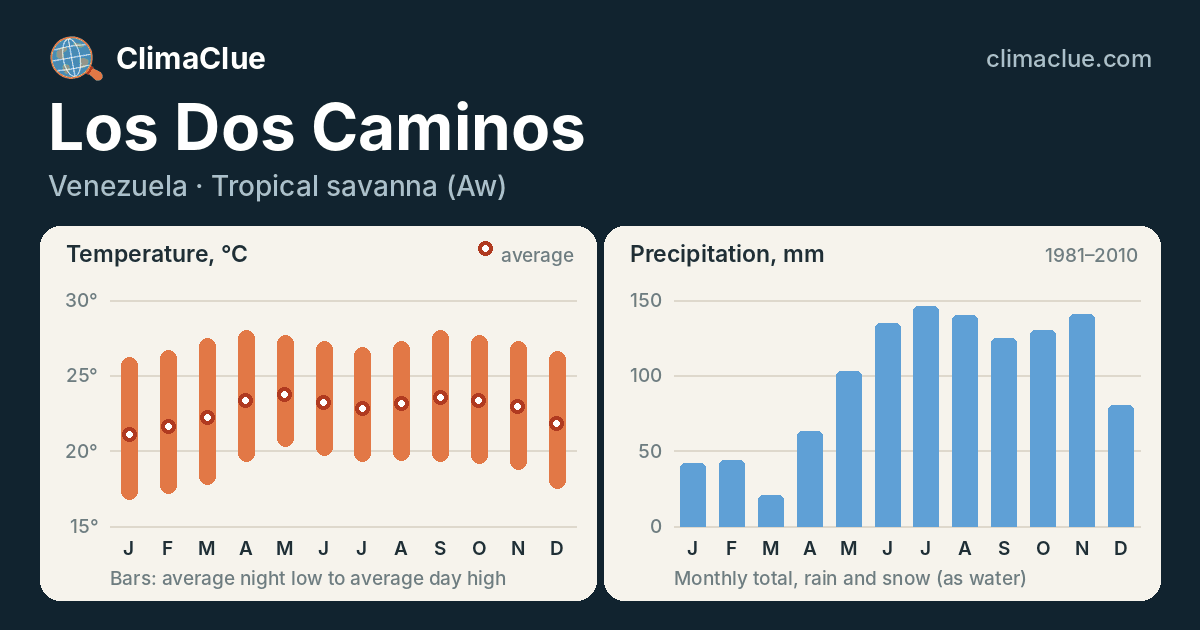 ClimaClue
climaclue.com
Los Dos Caminos
Venezuela · Tropical savanna (Aw)
Temperature, °C
average
30°
25°
20°
15°
J F M A M J J A S O N D
Bars: average night low to average day high
Precipitation, mm
1981–2010
150
100
50
0
J F M A M J J A S O N D
Monthly total, rain and snow (as water)